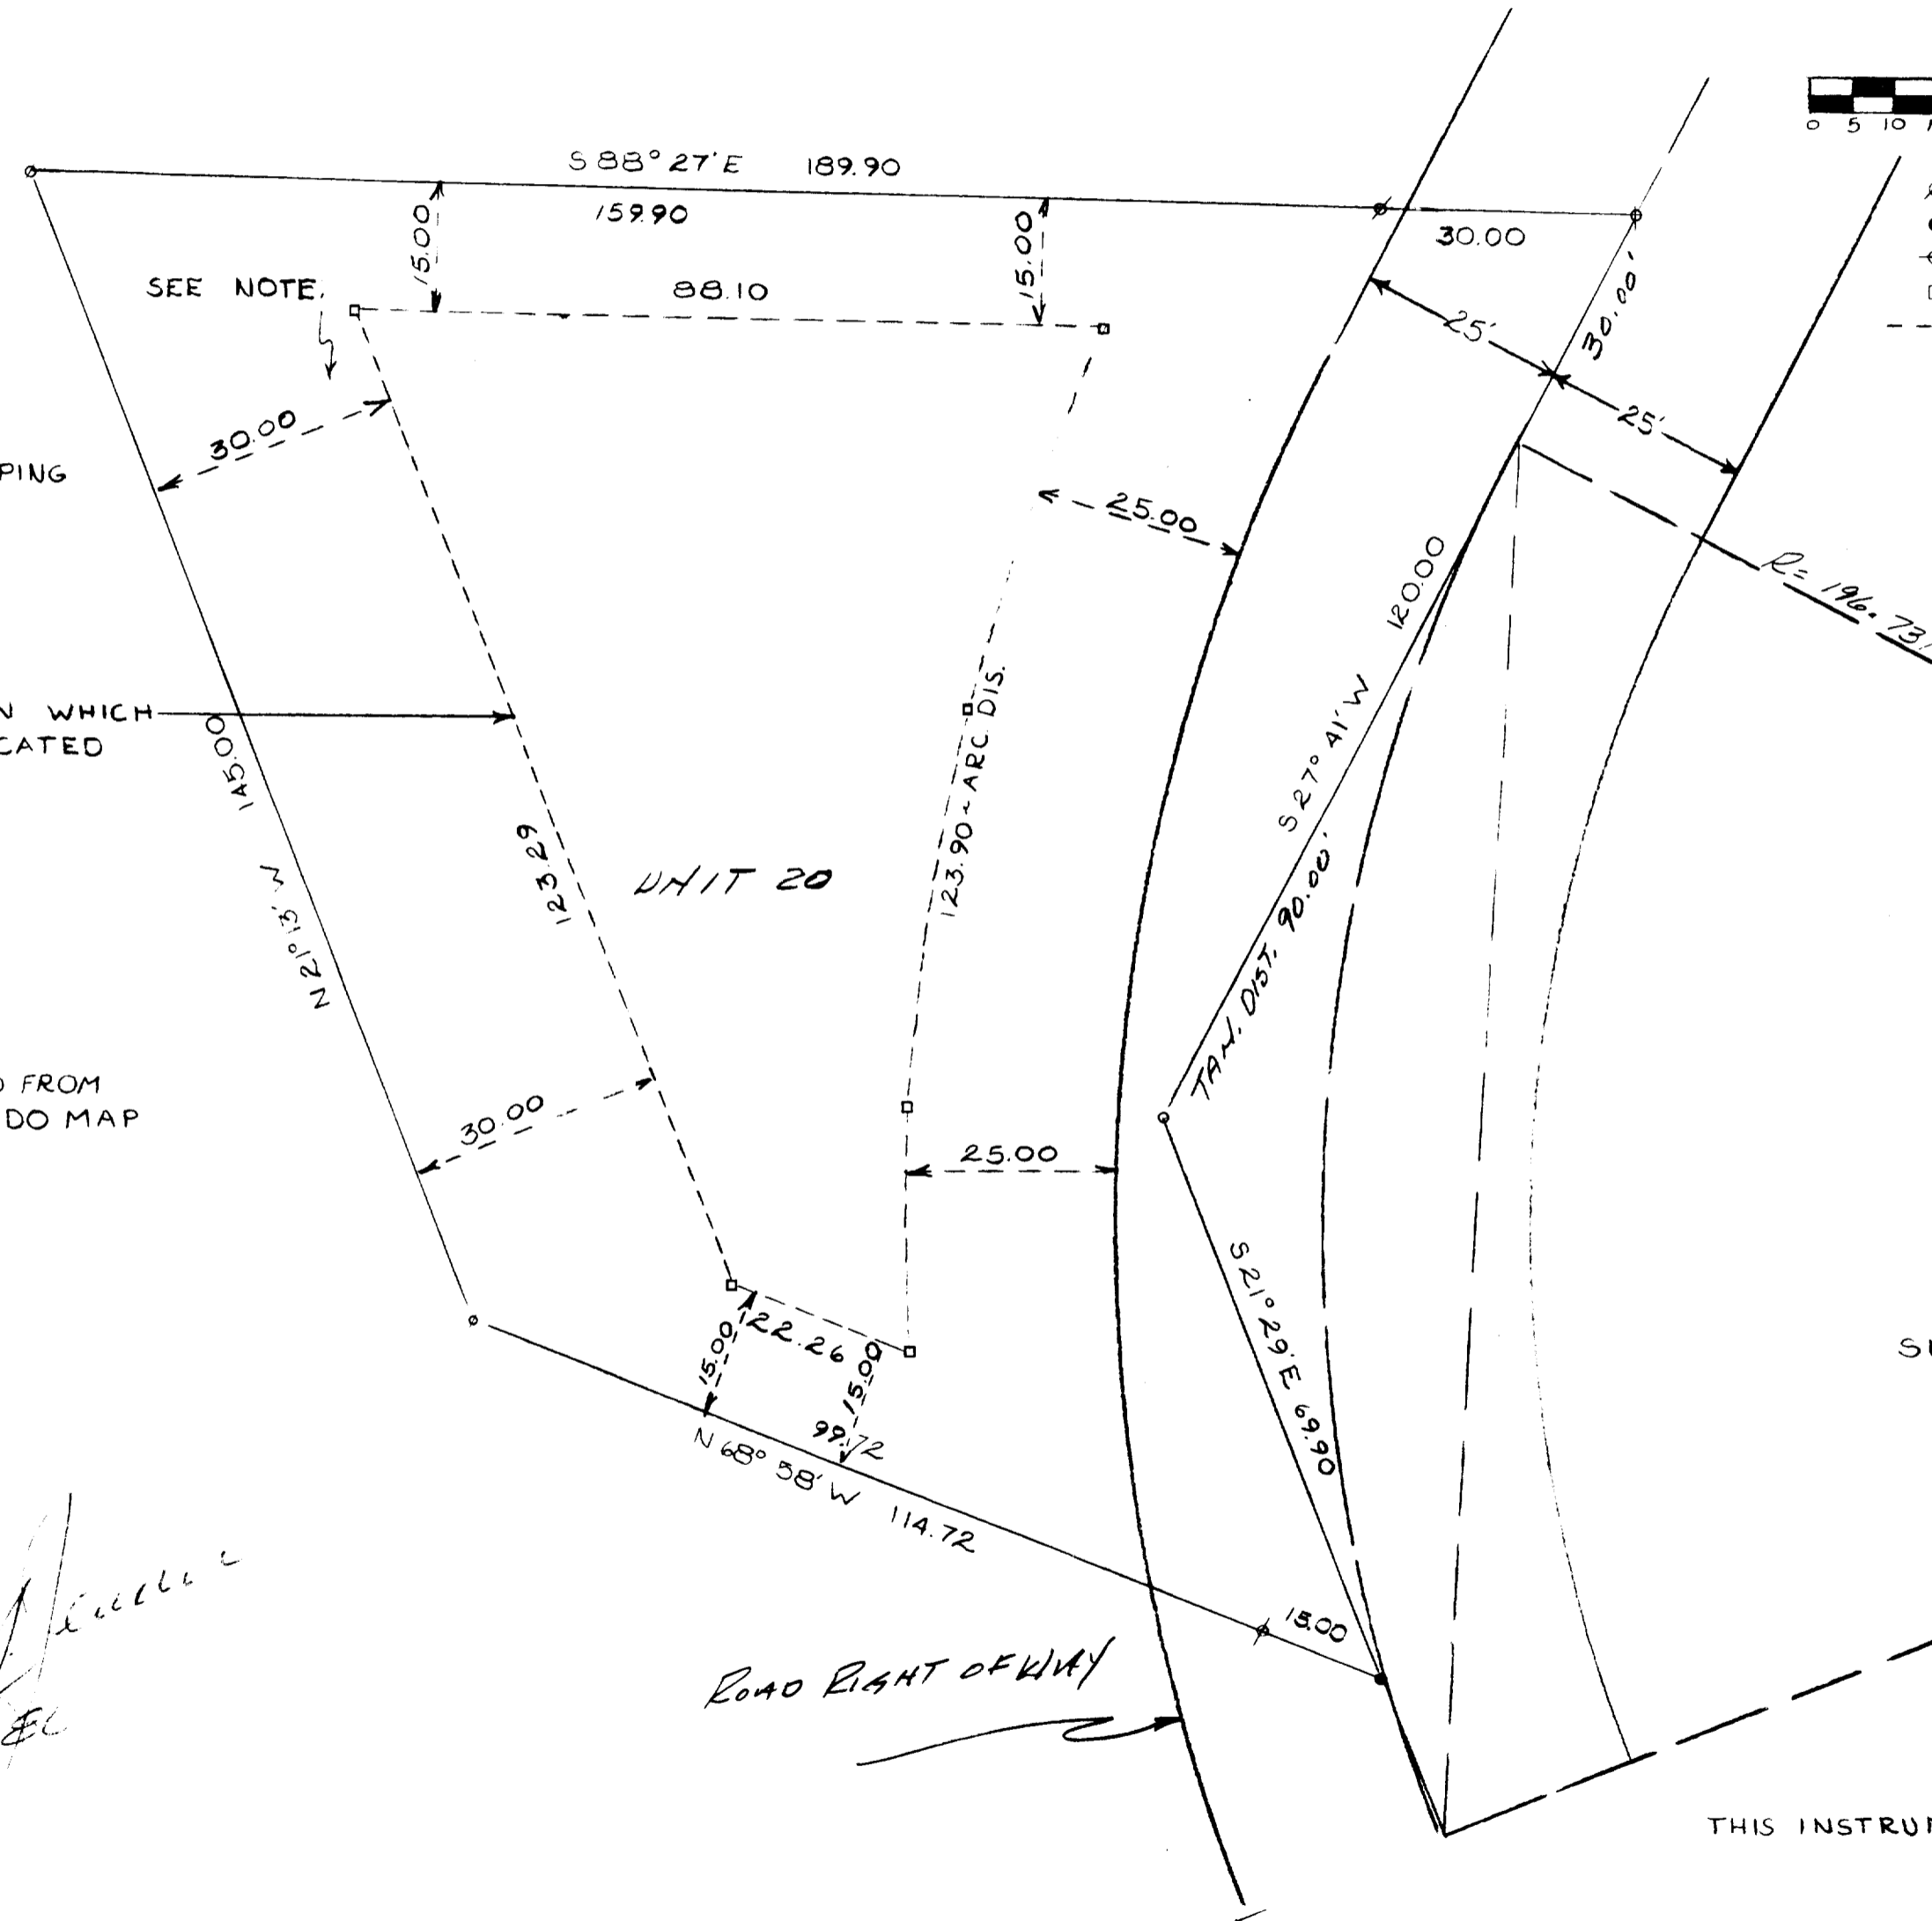 S 88° 27' E 189.90
159.90
30.00
0 5 10
15.00
15.00
SEE NOTE.
88.10
30.00'
25'
25'
30.00
PING
25.00
120.00
R= 196.73
S 27° 41' W
N WHICH
CATED
145.00
N 21° 13' W
123.29
UNIT 20
123.90 ~ ARC DIS.
TAN. DIST. 90.00'
FROM
DO MAP
30.00
25.00
S 21° 29' E 69.90
15.00
22.26
15.00
99.72
N 68° 58' W 114.72
15.00
ROAD RIGHT OF WAY
THIS INSTRU